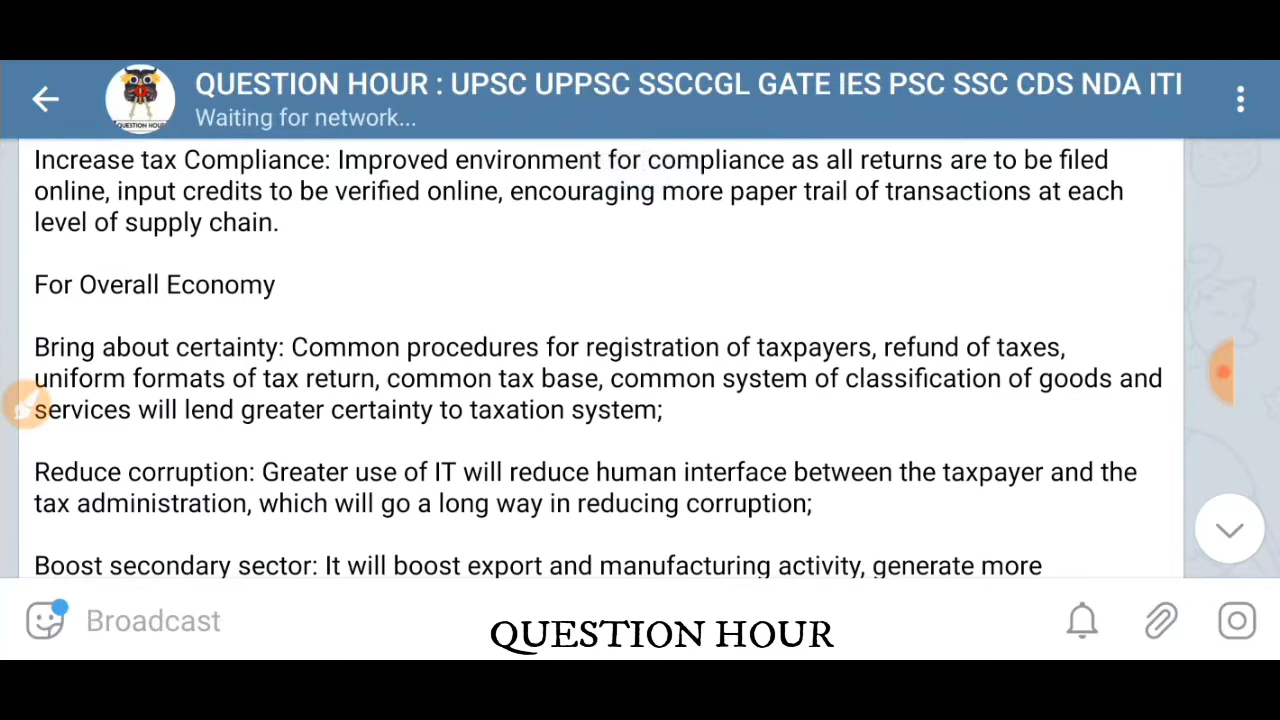 QUESTION HOUR : UPSC UPPSC SSCCGL GATE IES PSC SSC CDS NDA ITI
QUESTION HOUR
Waiting for network...
Increase tax Compliance: Improved environment for compliance as all returns are to be filed
online, input credits to be verified online, encouraging more paper trail of transactions at each
level of supply chain.
For Overall Economy
Bring about certainty: Common procedures for registration of taxpayers, refund of taxes,
uniform formats of tax return, common tax base, common system of classification of goods and
services will lend greater certainty to taxation system;
Reduce corruption: Greater use of IT will reduce human interface between the taxpayer and the
tax administration, which will go a long way in reducing corruption;
Boost secondary sector: It will boost export and manufacturing activity, generate more
Broadcast
QUESTION HOUR